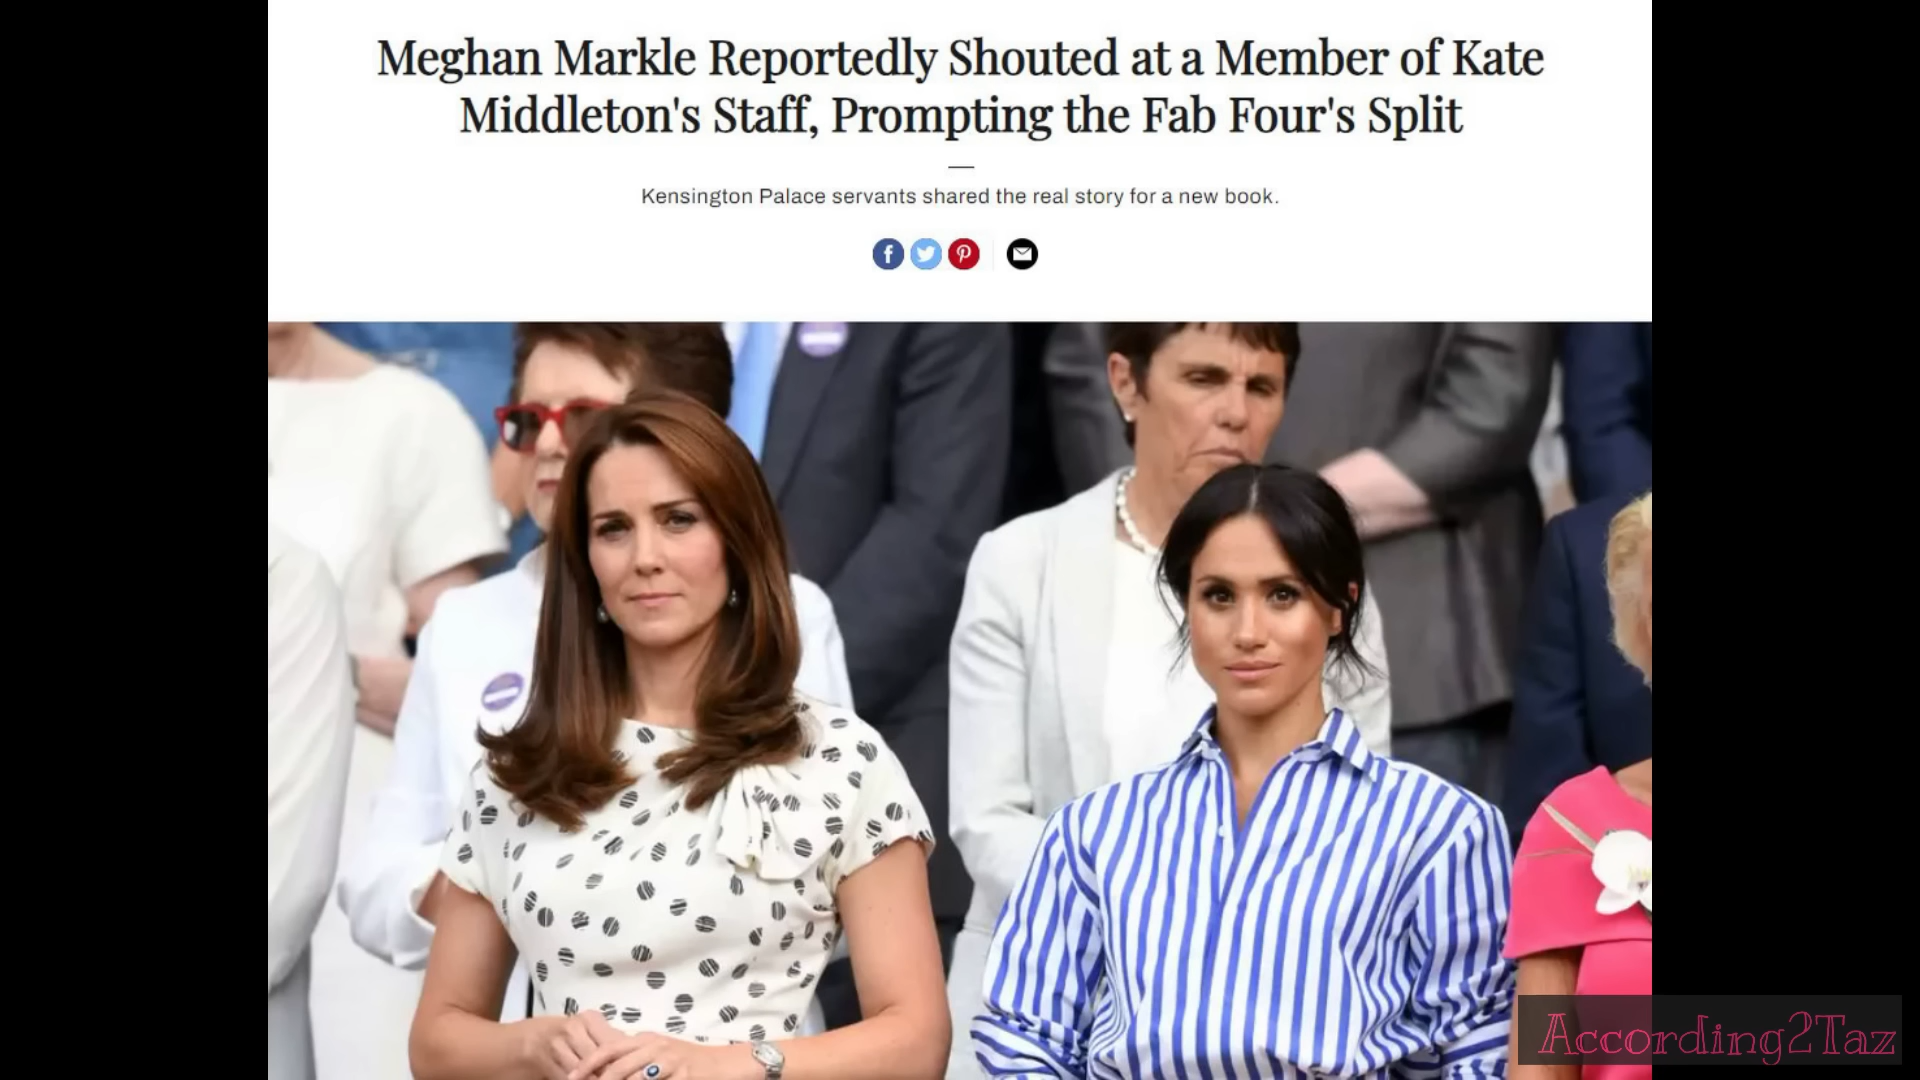 Meghan Markle Reportedly Shouted at a Member of Kate
Middleton's Staff, Prompting the Fab Four's Split
Kensington Palace servants shared the real story for a new book.
According2Taz